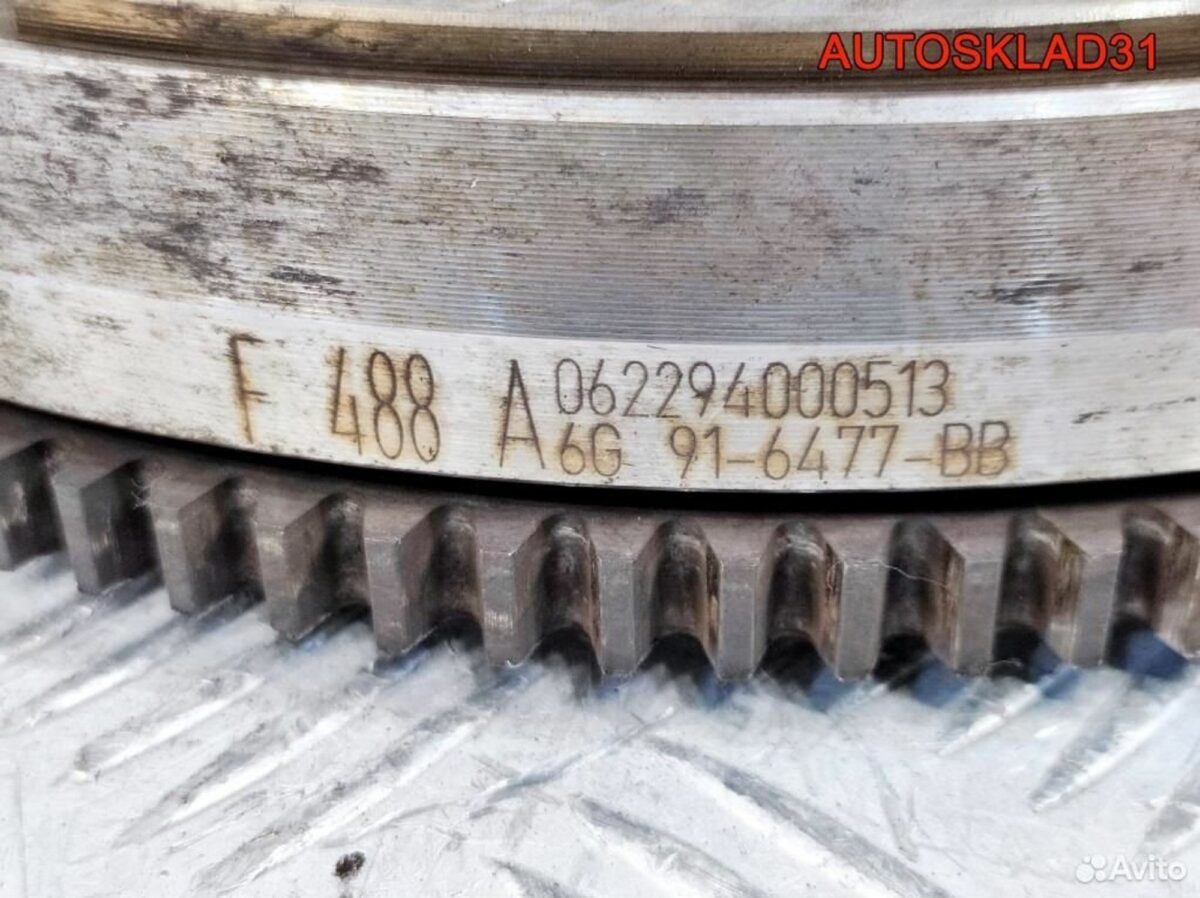 AUTOSKLAD31
F 488 A 062294000513
6G 91-6477-BB
Avito